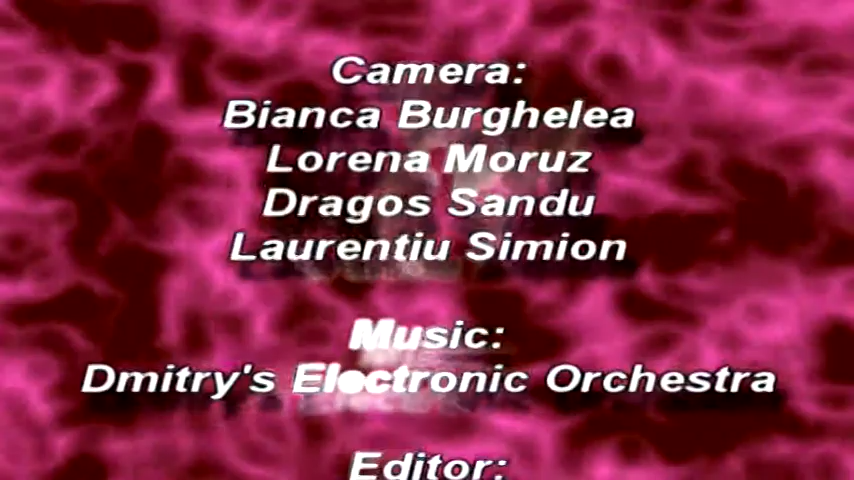 Camera:
Bianca Burghelea
Lorena Moruz
Dragos Sandu
Laurentiu Simion
Music:
Dmitry's Electronic Orchestra
Editor: